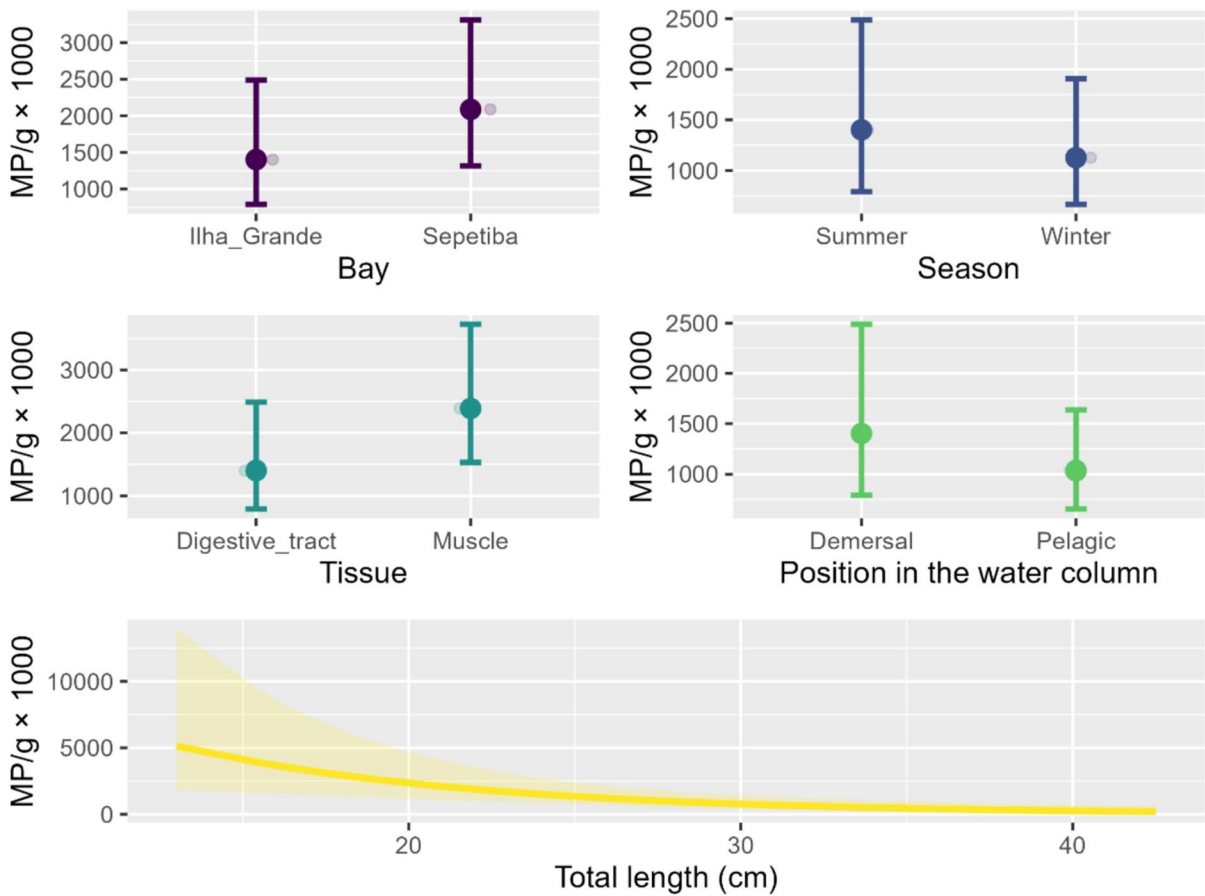 MP/g × 1000
3000
2500
2000
1500
1000
Ilha_Grande Sepetiba
Bay
MP/g × 1000
2500
2000
1500
1000
Summer Winter
Season
MP/g × 1000
3000
2000
1000
Digestive_tract Muscle
Tissue
MP/g × 1000
2500
2000
1500
1000
Demersal Pelagic
Position in the water column
MP/g × 1000
10000
5000
0
20 30 40
Total length (cm)